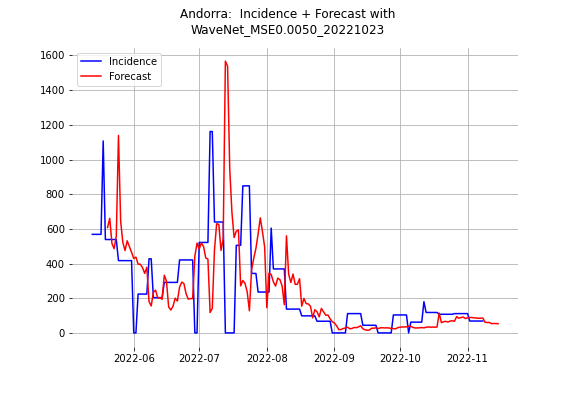 Andorra:  Incidence + Forecast with
WaveNet_MSE0.0050_20221023
Incidence
Forecast
1600
1400
1200
1000
800
600
400
200
0
2022-06 2022-07 2022-08 2022-09 2022-10 2022-11